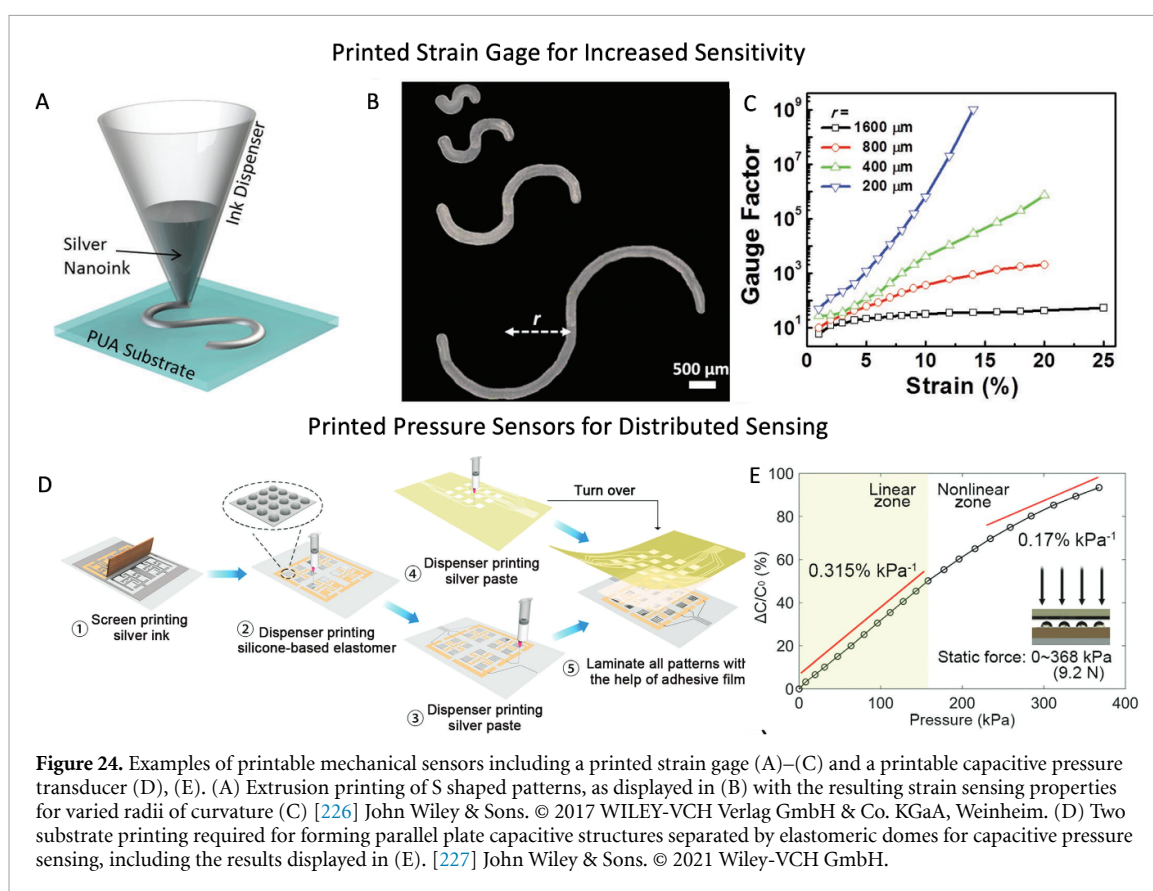 Printed Strain Gage for Increased Sensitivity
A
Ink Dispenser
Silver
Nanoink
PUA Substrate
B
r
500 µm
C
Gauge Factor
10⁹
10⁷
10⁵
10³
10¹
r =
1600 µm
800 µm
400 µm
200 µm
0 5 10 15 20 25
Strain (%)
Printed Pressure Sensors for Distributed Sensing
D
① Screen printing
silver ink
② Dispenser printing
silicone-based elastomer
③ Dispenser printing
silver paste
④ Dispenser printing
silver paste
Turn over
⑤ Laminate all patterns with
the help of adhesive film
E
ΔC/C₀ (%)
100
80
60
40
20
0
Linear
zone
Nonlinear
zone
0.315% kPa⁻¹
0.17% kPa⁻¹
Static force: 0~368 kPa
(9.2 N)
0 100 200 300 400
Pressure (kPa)
Figure 24. Examples of printable mechanical sensors including a printed strain gage (A)–(C) and a printable capacitive pressure
transducer (D), (E). (A) Extrusion printing of S shaped patterns, as displayed in (B) with the resulting strain sensing properties
for varied radii of curvature (C) [226] John Wiley & Sons. © 2017 WILEY-VCH Verlag GmbH & Co. KGaA, Weinheim. (D) Two
substrate printing required for forming parallel plate capacitive structures separated by elastomeric domes for capacitive pressure
sensing, including the results displayed in (E). [227] John Wiley & Sons. © 2021 Wiley-VCH GmbH.